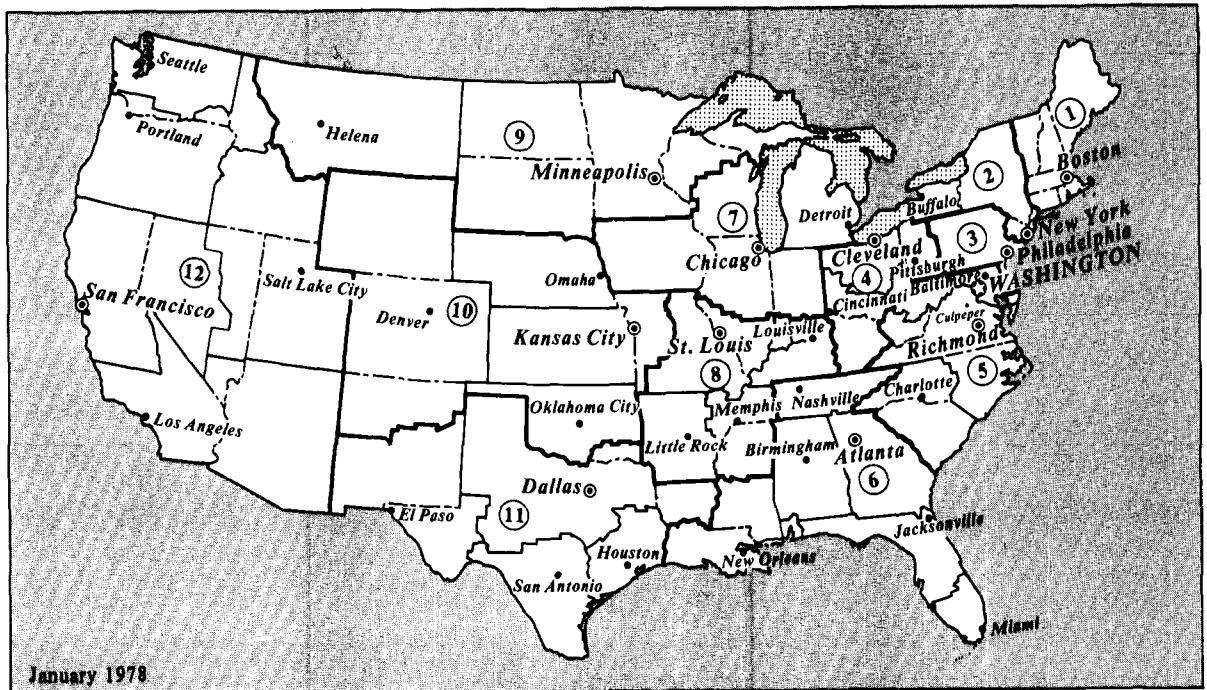 Seattle
Portland
Helena
9
Minneapolis
1
Boston
2
Buffalo
7
Detroit
3
New York
Philadelphia
Cleveland
Pittsburgh
WASHINGTON
Baltimore
4
Cincinnati
Chicago
12
Salt Lake City
San Francisco
Omaha
10
Denver
Kansas City
St. Louis
Louisville
8
Culpeper
Richmond
5
Charlotte
Los Angeles
Oklahoma City
Memphis
Nashville
Little Rock
Birmingham
Atlanta
6
Dallas
11
El Paso
Houston
San Antonio
New Orleans
Jacksonville
Miami
January 1978